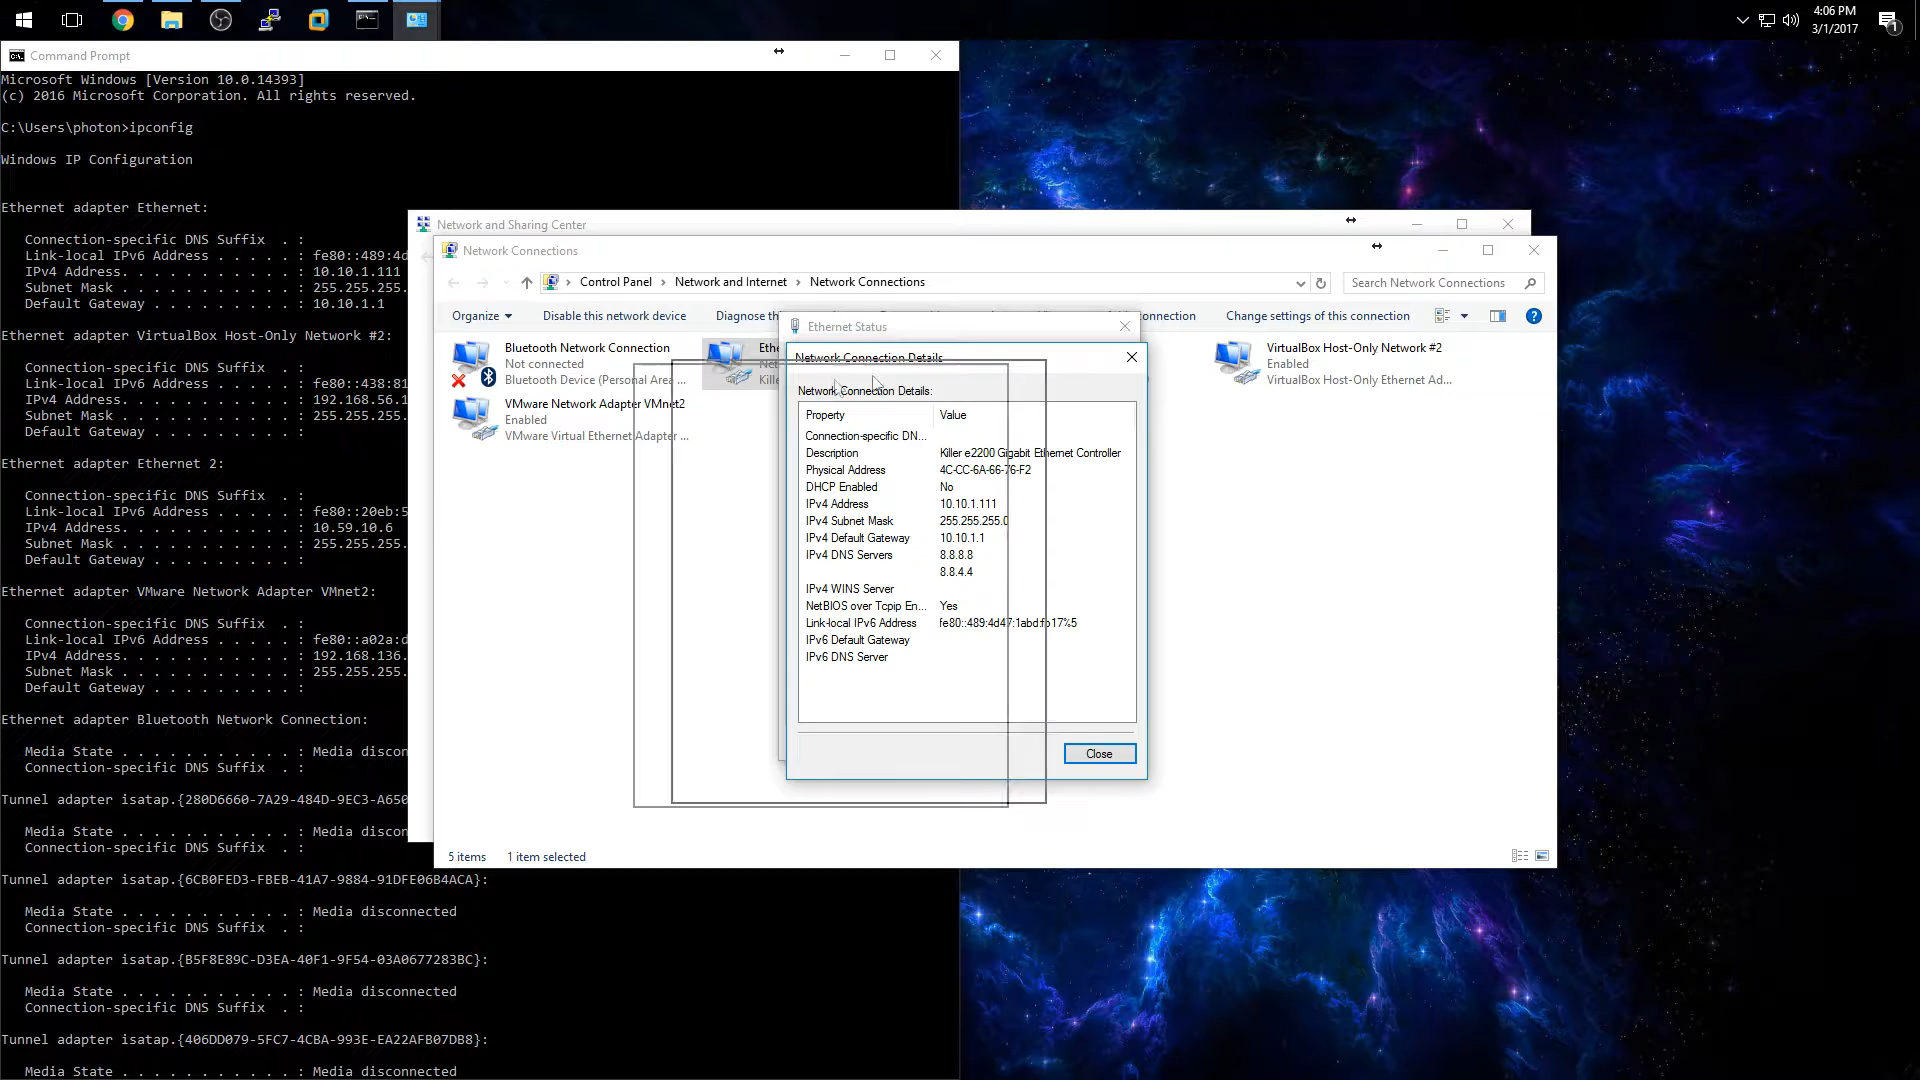 4:06 PM
3/1/2017
1
Command Prompt
Microsoft Windows [Version 10.0.14393]
(c) 2016 Microsoft Corporation. All rights reserved.
C:\Users\photon>ipconfig
Windows IP Configuration
Ethernet adapter Ethernet:
Connection-specific DNS Suffix  . :
Link-local IPv6 Address . . . . . : fe80::489:4d
IPv4 Address. . . . . . . . . . . : 10.10.1.111
Subnet Mask . . . . . . . . . . . : 255.255.255.
Default Gateway . . . . . . . . . : 10.10.1.1
Ethernet adapter VirtualBox Host-Only Network #2:
Connection-specific DNS Suffix  . :
Link-local IPv6 Address . . . . . : fe80::438:81
IPv4 Address. . . . . . . . . . . : 192.168.56.1
Subnet Mask . . . . . . . . . . . : 255.255.255.
Default Gateway . . . . . . . . . :
Ethernet adapter Ethernet 2:
Connection-specific DNS Suffix  . :
Link-local IPv6 Address . . . . . : fe80::20eb:5
IPv4 Address. . . . . . . . . . . : 10.59.10.6
Subnet Mask . . . . . . . . . . . : 255.255.255.
Default Gateway . . . . . . . . . :
Ethernet adapter VMware Network Adapter VMnet2:
Connection-specific DNS Suffix  . :
Link-local IPv6 Address . . . . . : fe80::a02a:d
IPv4 Address. . . . . . . . . . . : 192.168.136.
Subnet Mask . . . . . . . . . . . : 255.255.255.
Default Gateway . . . . . . . . . :
Ethernet adapter Bluetooth Network Connection:
Media State . . . . . . . . . . . : Media discon
Connection-specific DNS Suffix  . :
Tunnel adapter isatap.{280D6660-7A29-484D-9EC3-A650
Media State . . . . . . . . . . . : Media discon
Connection-specific DNS Suffix  . :
Tunnel adapter isatap.{6CB0FED3-FBEB-41A7-9884-91DFE06B4ACA}:
Media State . . . . . . . . . . . : Media disconnected
Connection-specific DNS Suffix  . :
Tunnel adapter isatap.{B5F8E89C-D3EA-40F1-9F54-03A0677283BC}:
Media State . . . . . . . . . . . : Media disconnected
Connection-specific DNS Suffix  . :
Tunnel adapter isatap.{406DD079-5FC7-4CBA-993E-EA22AFB07DB8}:
Media State . . . . . . . . . . . : Media disconnected
Network and Sharing Center
Network Connections
Control Panel > Network and Internet > Network Connections
Search Network Connections
Organize
Disable this network device
Diagnose th
onnection
Change settings of this connection
Bluetooth Network Connection
Not connected
Bluetooth Device (Personal Area ...
Ethe
Net
Kille
VirtualBox Host-Only Network #2
Enabled
VirtualBox Host-Only Ethernet Ad...
VMware Network Adapter VMnet2
Enabled
VMware Virtual Ethernet Adapter ...
5 items
1 item selected
Ethernet Status
Network Connection Details
Network Connection Details:
Property Value
Connection-specific DN...
Description Killer e2200 Gigabit Ethernet Controller
Physical Address 4C-CC-6A-66-76-F2
DHCP Enabled No
IPv4 Address 10.10.1.111
IPv4 Subnet Mask 255.255.255.0
IPv4 Default Gateway 10.10.1.1
IPv4 DNS Servers 8.8.8.8
8.8.4.4
IPv4 WINS Server
NetBIOS over Tcpip En... Yes
Link-local IPv6 Address fe80::489:4d47:1abd:fb17%5
IPv6 Default Gateway
IPv6 DNS Server
Close